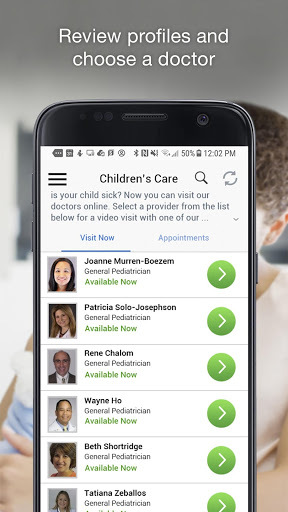 Review profiles and
choose a doctor
50% 12:02 PM
Children's Care
is your child sick? Now you can visit our
doctors online. Select a provider from the list
below for a video visit with one of our ...
Visit Now Appointments
Joanne Murren-Boezem
General Pediatrician
Available Now
Patricia Solo-Josephson
General Pediatrician
Available Now
Rene Chalom
General Pediatrician
Available Now
Wayne Ho
General Pediatrician
Available Now
Beth Shortridge
General Pediatrician
Available Now
Tatiana Zeballos
General Pediatrician